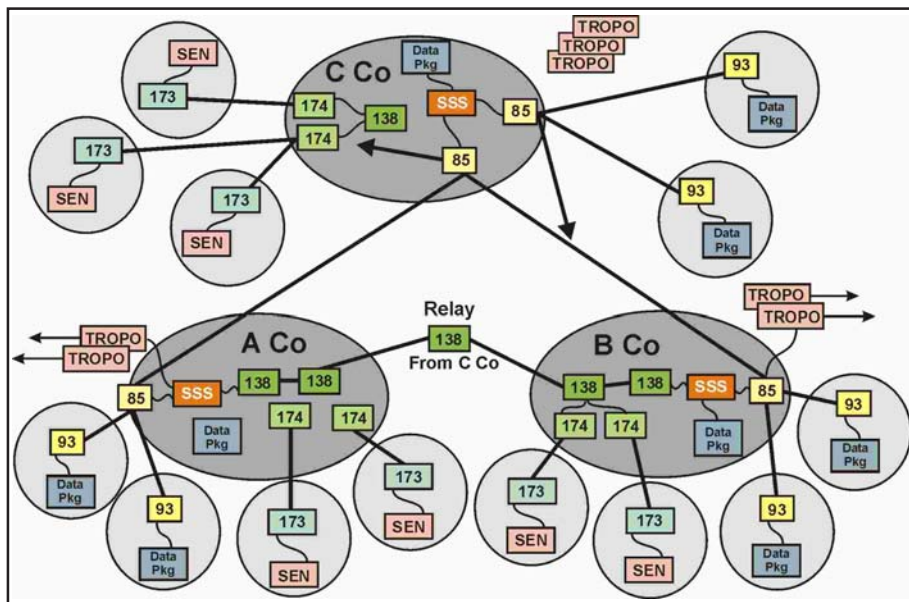 TROPO
TROPO
TROPO
SEN
173
C Co
Data
Pkg
SSS
174
138
174
85
85
93
Data
Pkg
173
SEN
173
SEN
93
Data
Pkg
TROPO
TROPO
A Co
Relay
138
From C Co
B Co
TROPO
TROPO
85
SSS
138
138
174
174
Data
Pkg
138
138
SSS
85
174
174
Data
Pkg
93
Data
Pkg
93
Data
Pkg
173
SEN
173
SEN
173
SEN
173
SEN
93
Data
Pkg
93
Data
Pkg